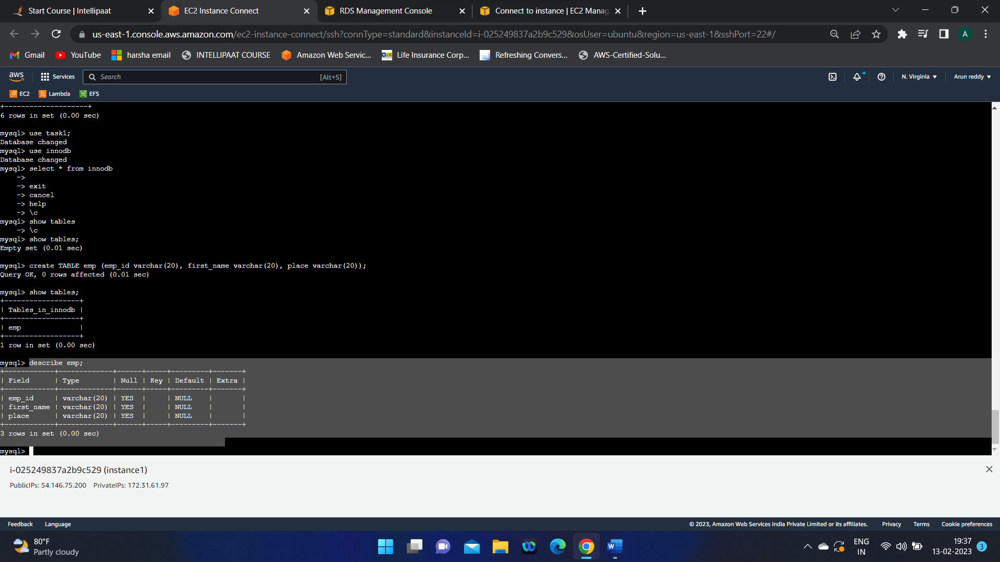 Start Course | Intellipaat
EC2 Instance Connect
RDS Management Console
Connect to instance | EC2 Manag
us-east-1.console.aws.amazon.com/ec2-instance-connect/ssh?connType=standard&instanceId=i-025249837a2b9c529&osUser=ubuntu&region=us-east-1&sshPort=22#/
A
Gmail
YouTube
harsha email
INTELLIPAAT COURSE
Amazon Web Servic...
Life Insurance Corp...
Refreshing Convers...
AWS-Certified-Solu...
aws
Services
Search
[Alt+S]
N. Virginia
Arun reddy
EC2
Lambda
EFS
+--------------------+
6 rows in set (0.00 sec)
mysql> use task1;
Database changed
mysql> use innodb
Database changed
mysql> select * from innodb
    ->
    -> exit
    -> cancel
    -> help
    -> \c
mysql> show tables
    -> \c
mysql> show tables;
Empty set (0.01 sec)
mysql> create TABLE emp (emp_id varchar(20), first_name varchar(20), place varchar(20));
Query OK, 0 rows affected (0.01 sec)
mysql> show tables;
+------------------+
| Tables_in_innodb |
+------------------+
| emp              |
+------------------+
1 row in set (0.00 sec)
mysql> describe emp;
+------------+-------------+------+-----+---------+-------+
| Field      | Type        | Null | Key | Default | Extra |
+------------+-------------+------+-----+---------+-------+
| emp_id     | varchar(20) | YES  |     | NULL    |       |
| first_name | varchar(20) | YES  |     | NULL    |       |
| place      | varchar(20) | YES  |     | NULL    |       |
+------------+-------------+------+-----+---------+-------+
3 rows in set (0.00 sec)
mysql>
i-025249837a2b9c529 (instance1)
PublicIPs: 54.146.75.200 PrivateIPs: 172.31.61.97
Feedback
Language
© 2023, Amazon Web Services India Private Limited or its affiliates.
Privacy
Terms
Cookie preferences
80°F
Partly cloudy
W
ENG
IN
19:37
13-02-2023
3